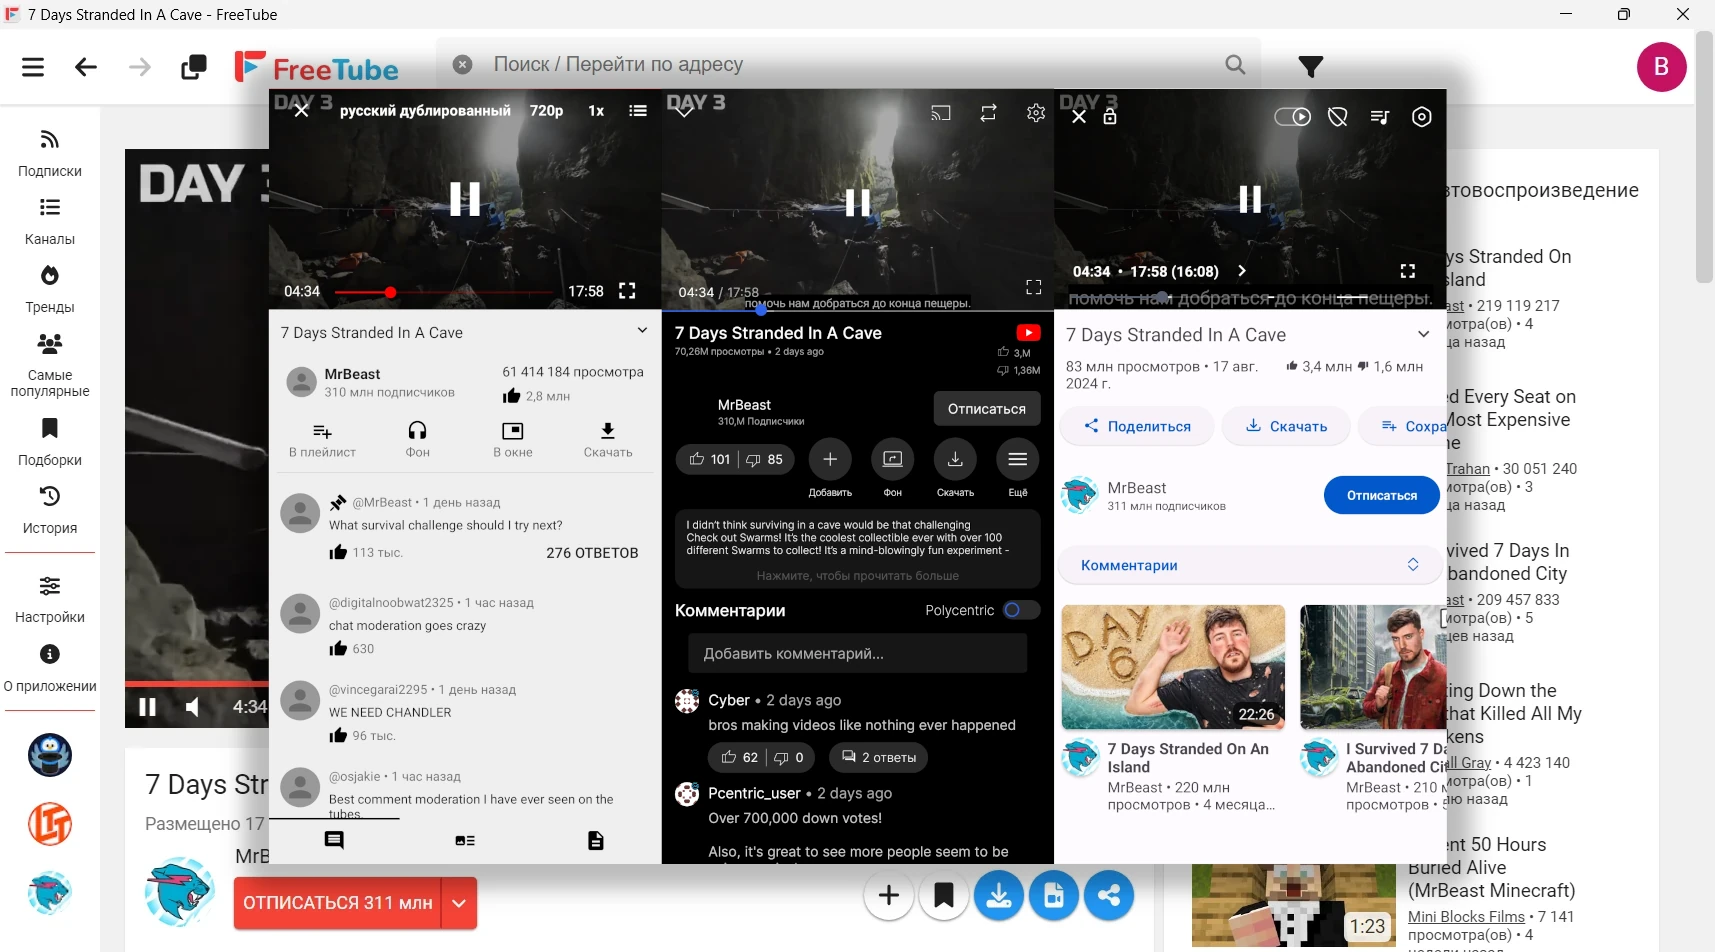 7 Days Stranded In A Cave - FreeTube
FreeTube
Поиск / Перейти по адресу
B
Подписки
Каналы
Тренды
Самые
популярные
Подборки
История
Настройки
О приложении
DAY 3
4:34
7 Days Str
Размещено 17
MrB
ОТПИСАТЬСЯ 311 млн
DAY 3
русский дублированный 720p 1x
04:34
17:58
7 Days Stranded In A Cave
MrBeast
310 млн подписчиков
61 414 184 просмотра
2,8 млн
В плейлист
Фон
В окне
Скачать
@MrBeast • 1 день назад
What survival challenge should I try next?
113 тыс.
276 ОТВЕТОВ
@digitalnoobwat2325 • 1 час назад
chat moderation goes crazy
630
@vincegarai2295 • 1 день назад
WE NEED CHANDLER
96 тыс.
@osjakie • 1 час назад
Best comment moderation I have ever seen on the
tubes.
DAY 3
04:34 / 17:58
помочь нам добраться до конца пещеры.
7 Days Stranded In A Cave
70,26M просмотры • 2 days ago
3,M
1,36M
MrBeast
310,M Подписчики
Отписаться
101
85
Добавить
Фон
Скачать
Ещё
I didn't think surviving in a cave would be that challenging
Check out Swarms! It's the coolest collectible ever with over 100
different Swarms to collect! It's a mind-blowingly fun experiment -
Нажмите, чтобы прочитать больше
Комментарии
Polycentric
Добавить комментарий...
Cyber • 2 days ago
bros making videos like nothing ever happened
62
0
2 ответы
Pcentric_user • 2 days ago
Over 700,000 down votes!
Also, it's great to see more people seem to be
DAY 3
04:34 • 17:58 (16:08)
помочь нам добраться до конца пещеры.
7 Days Stranded In A Cave
83 млн просмотров • 17 авг.
2024 г.
3,4 млн
1,6 млн
Поделиться
Скачать
Сохра
MrBeast
311 млн подписчиков
Отписаться
Комментарии
DAY
6
22:26
7 Days Stranded On An
Island
MrBeast • 220 млн
просмотров • 4 месяца...
I Survived 7 Da
Abandoned Cit
MrBeast • 210 м
просмотров • 5
втовоспроизведение
ys Stranded On
sland
ast • 219 119 217
мотра(ов) • 4
ца назад
ed Every Seat on
Most Expensive
ne
Trahan • 30 051 240
мотра(ов) • 3
ца назад
vived 7 Days In
bandoned City
ast • 209 457 833
мотра(ов) • 5
цев назад
ting Down the
that Killed All My
kens
all Gray • 4 423 140
мотра(ов) • 1
лю назад
ent 50 Hours
Buried Alive
(MrBeast Minecraft)
Mini Blocks Films • 7 141
просмотра(ов) • 4
1:23